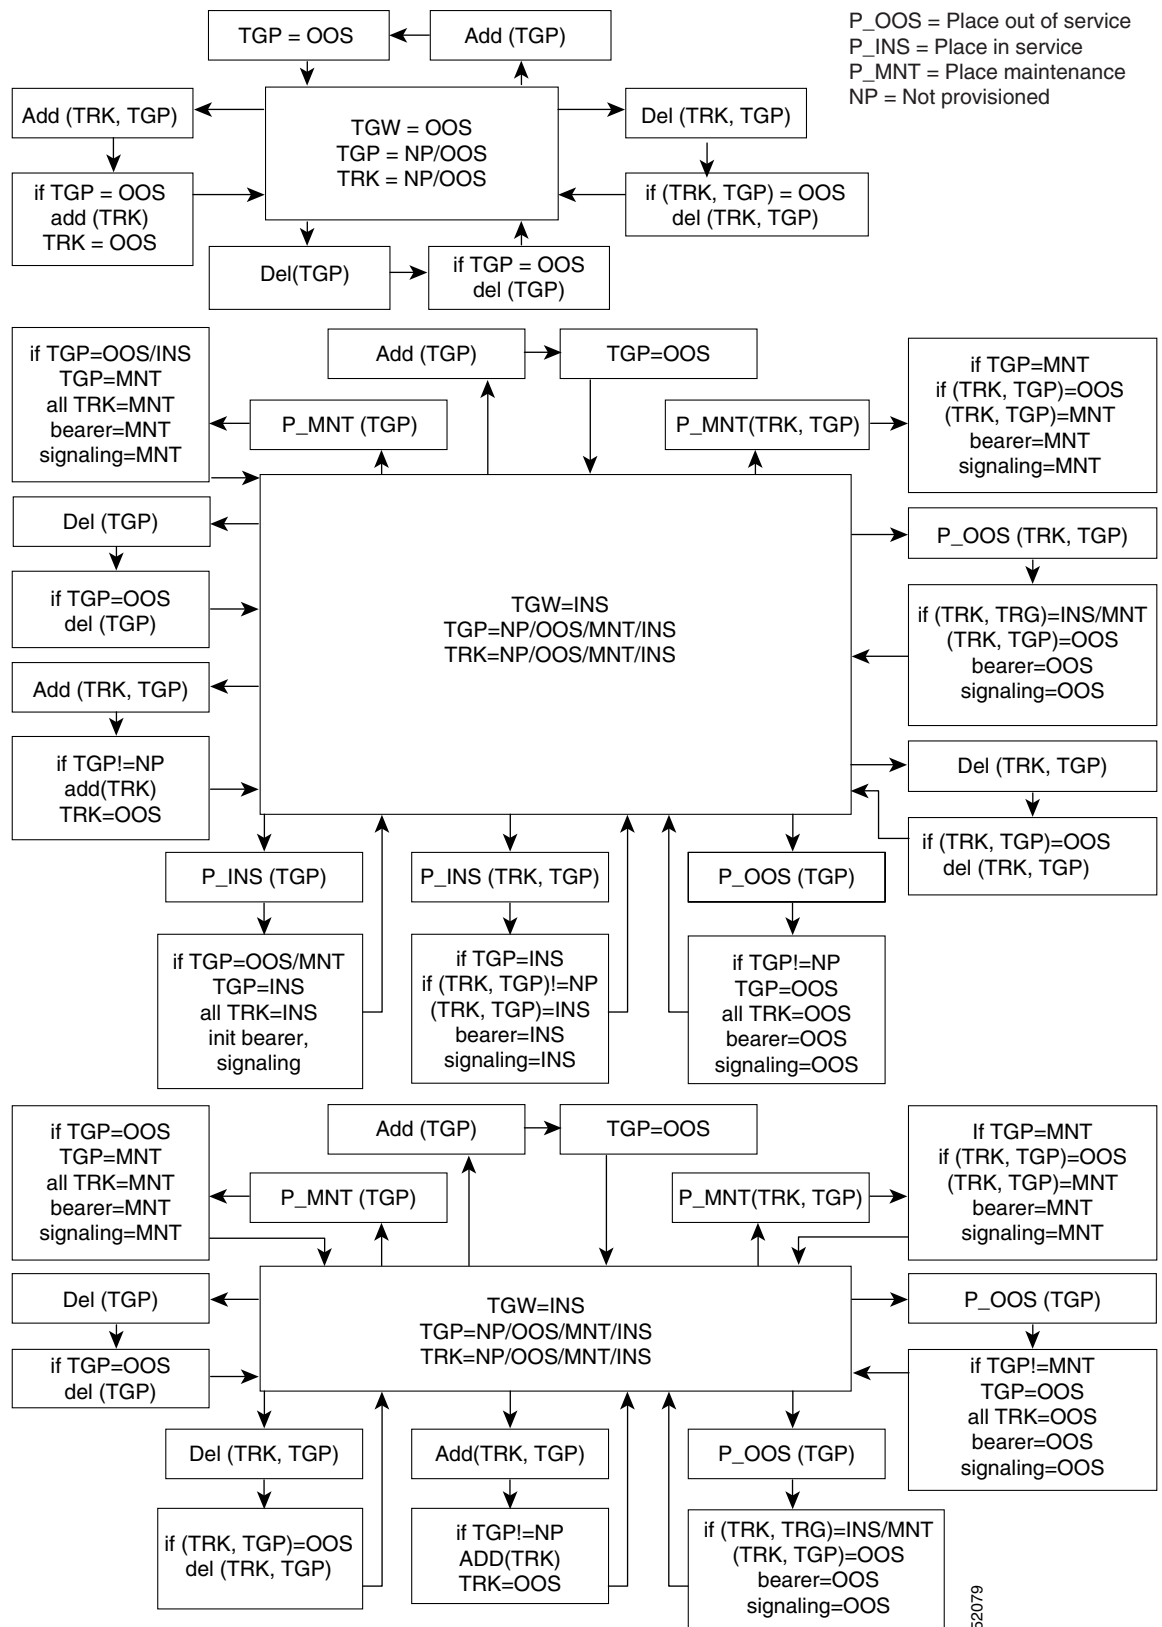 P_OOS = Place out of service
P_INS = Place in service
P_MNT = Place maintenance
NP = Not provisioned
TGP = OOS
Add (TGP)
Add (TRK, TGP)
TGW = OOS
TGP = NP/OOS
TRK = NP/OOS
Del (TRK, TGP)
if TGP = OOS
add (TRK)
TRK = OOS
if (TRK, TGP) = OOS
del (TRK, TGP)
Del(TGP)
if TGP = OOS
del (TGP)
if TGP=OOS/INS
TGP=MNT
all TRK=MNT
bearer=MNT
signaling=MNT
Add (TGP)
TGP=OOS
P_MNT (TGP)
P_MNT(TRK, TGP)
if TGP=MNT
if (TRK, TGP)=OOS
(TRK, TGP)=MNT
bearer=MNT
signaling=MNT
Del (TGP)
if TGP=OOS
del (TGP)
Add (TRK, TGP)
if TGP!=NP
add(TRK)
TRK=OOS
TGW=INS
TGP=NP/OOS/MNT/INS
TRK=NP/OOS/MNT/INS
P_OOS (TRK, TGP)
if (TRK, TRG)=INS/MNT
(TRK, TGP)=OOS
bearer=OOS
signaling=OOS
Del (TRK, TGP)
if (TRK, TGP)=OOS
del (TRK, TGP)
P_INS (TGP)
if TGP=OOS/MNT
TGP=INS
all TRK=INS
init bearer,
signaling
P_INS (TRK, TGP)
if TGP=INS
if (TRK, TGP)!=NP
(TRK, TGP)=INS
bearer=INS
signaling=INS
P_OOS (TGP)
if TGP!=NP
TGP=OOS
all TRK=OOS
bearer=OOS
signaling=OOS
if TGP=OOS
TGP=MNT
all TRK=MNT
bearer=MNT
signaling=MNT
Add (TGP)
TGP=OOS
P_MNT (TGP)
P_MNT(TRK, TGP)
If TGP=MNT
if (TRK, TGP)=OOS
(TRK, TGP)=MNT
bearer=MNT
signaling=MNT
Del (TGP)
if TGP=OOS
del (TGP)
TGW=INS
TGP=NP/OOS/MNT/INS
TRK=NP/OOS/MNT/INS
P_OOS (TGP)
if TGP!=MNT
TGP=OOS
all TRK=OOS
bearer=OOS
signaling=OOS
Del (TRK, TGP)
if (TRK, TGP)=OOS
del (TRK, TGP)
Add(TRK, TGP)
if TGP!=NP
ADD(TRK)
TRK=OOS
P_OOS (TGP)
if (TRK, TRG)=INS/MNT
(TRK, TGP)=OOS
bearer=OOS
signaling=OOS